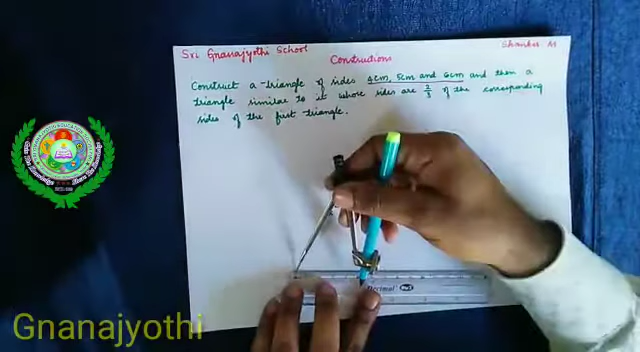 Sri Gnanajyothi School
Shankar M
Constructions
Construct a triangle of sides 4cm, 5cm and 6cm and then a
triangle similar to it whose sides are 2/3 of the corresponding
sides of the first triangle.
Gnanajyothi